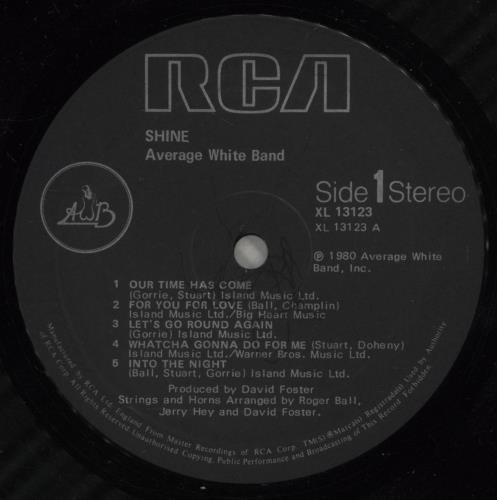 RCA
SHINE
Average White Band
AWB
Side 1 Stereo
XL 13123
XL 13123 A
℗ 1980 Average White
Band, Inc.
1 OUR TIME HAS COME
(Gorrie, Stuart) Island Music Ltd.
2 FOR YOU FOR LOVE (Ball, Champlin)
Island Music Ltd./Big Heart Music
3 LET'S GO ROUND AGAIN
(Gorrie) Island Music Ltd.
4 WHATCHA GONNA DO FOR ME (Stuart, Doheny)
Island Music Ltd./Warner Bros. Music Ltd.
5 INTO THE NIGHT
(Ball, Stuart, Gorrie) Island Music Ltd.
Produced by David Foster
Strings and Horns Arranged by Roger Ball,
Jerry Hey and David Foster.
Manufactured by RCA Ltd. England From Master Recordings of RCA Corp. TM(S)®Marca(s) Registrada(s) used by Authority
of RCA Corp. All Rights Reserved Unauthorised Copying, Public Performance and Broadcasting of This Record Forbidden.